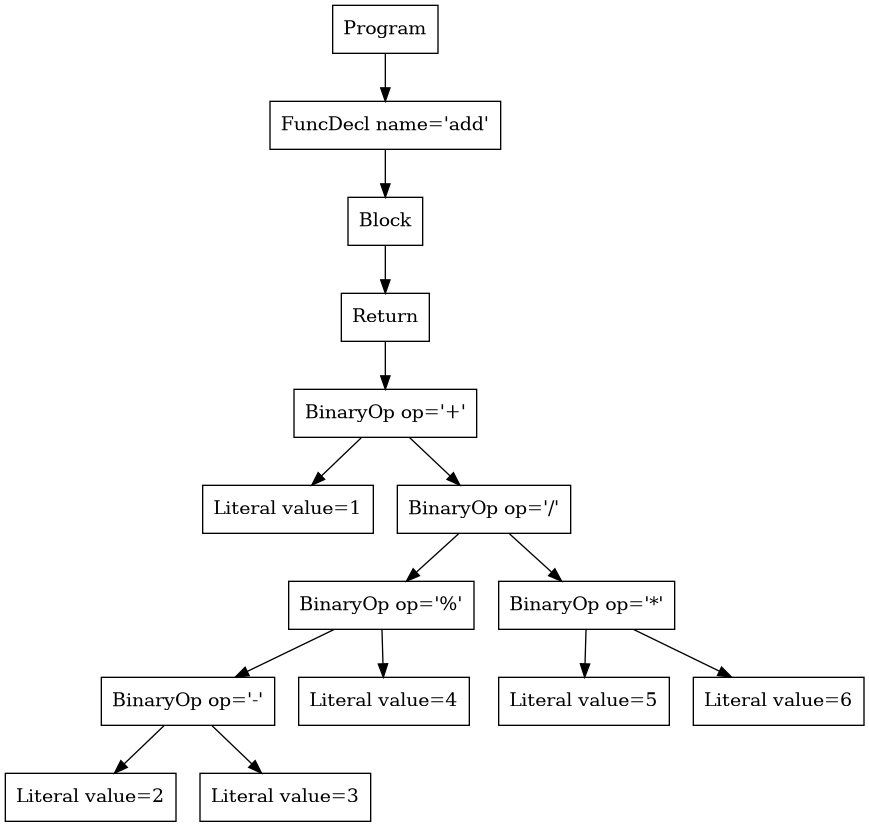 Program
FuncDecl name='add'
Block
Return
BinaryOp op='+'
Literal value=1
BinaryOp op='/'
BinaryOp op='%'
BinaryOp op='*'
BinaryOp op='-'
Literal value=4
Literal value=5
Literal value=6
Literal value=2
Literal value=3